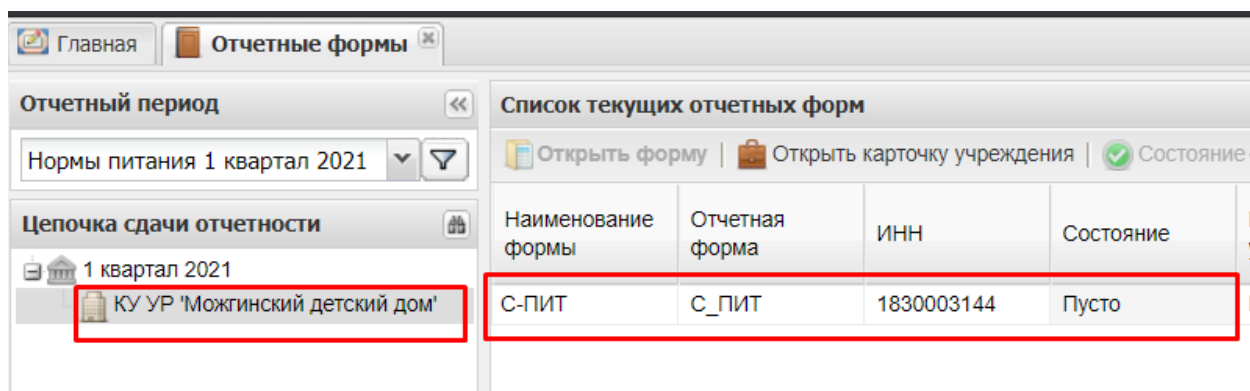 Главная
Отчетные формы
Отчетный период
Нормы питания 1 квартал 2021
Цепочка сдачи отчетности
1 квартал 2021
КУ УР 'Можгинский детский дом'
Список текущих отчетных форм
Открыть форму | Открыть карточку учреждения | Состояние
Наименование формы
Отчетная форма
ИНН
Состояние
С-ПИТ
С_ПИТ
1830003144
Пусто